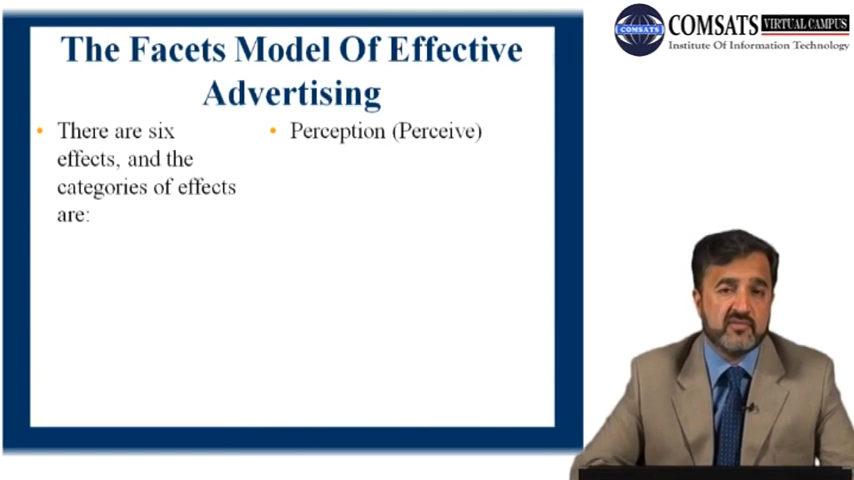 The Facets Model Of Effective
Advertising
• There are six
effects, and the
categories of effects
are:
• Perception (Perceive)
COMSATS VIRTUAL CAMPUS
Institute Of Information Technology
COMSATS